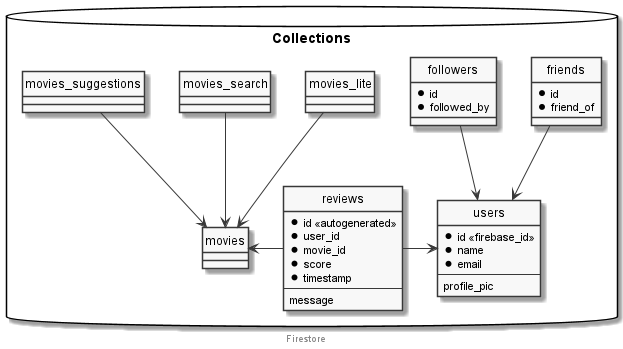 Collections
movies_suggestions
movies_search
movies_lite
followers
id
followed_by
friends
id
friend_of
movies
reviews
id «autogenerated»
user_id
movie_id
score
timestamp
message
users
id «firebase_id»
name
email
profile_pic
Firestore